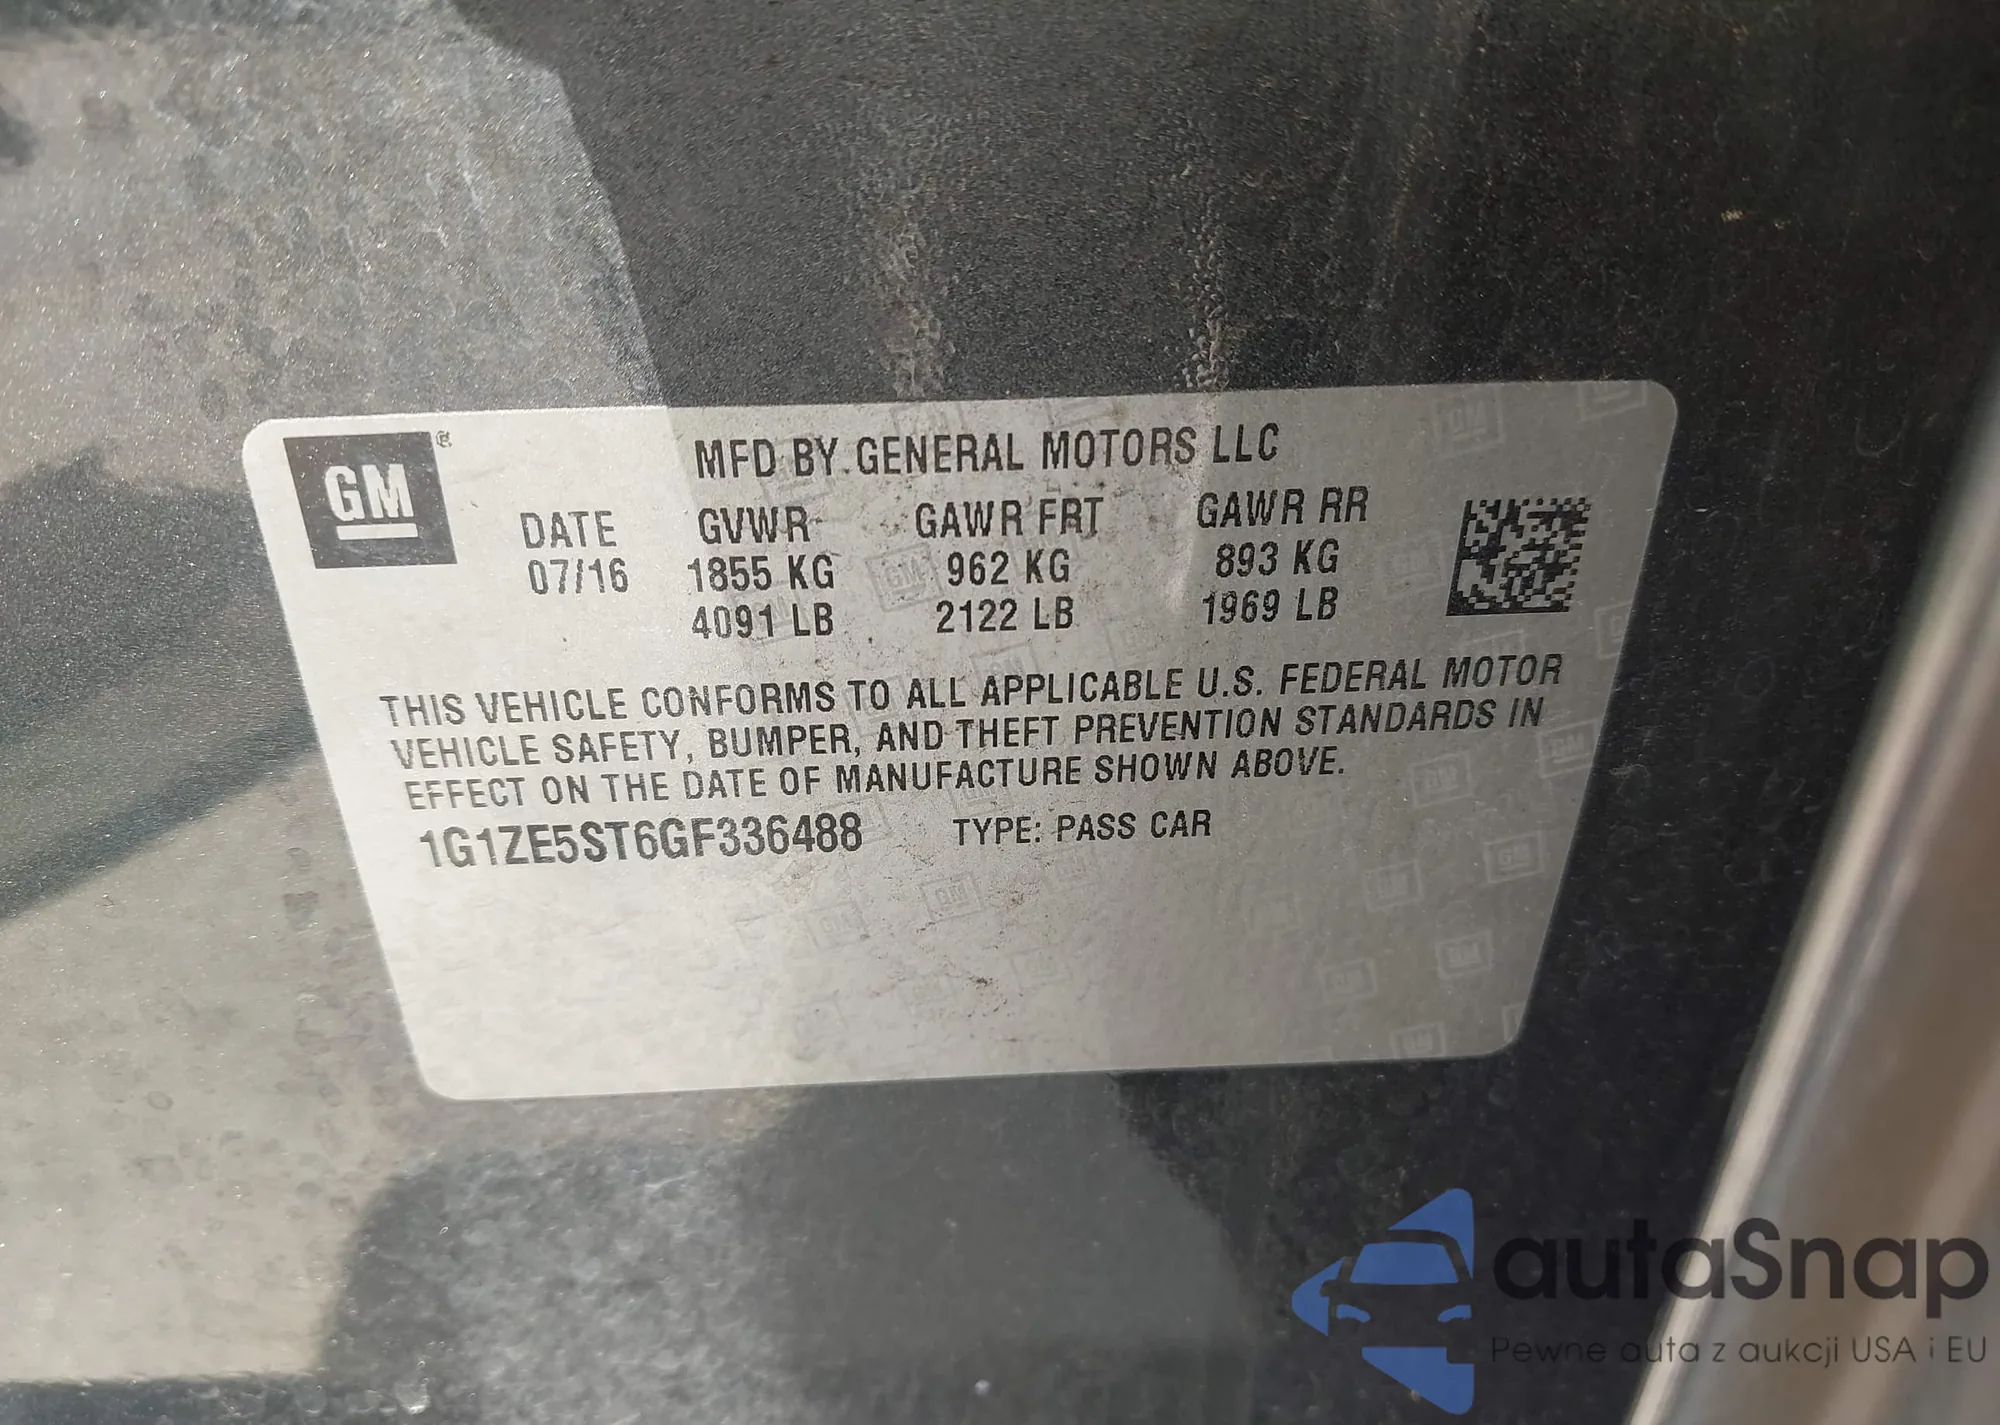 GM®
MFD BY GENERAL MOTORS LLC
DATE GVWR GAWR FRT GAWR RR
07/16 1855 KG 962 KG 893 KG
4091 LB 2122 LB 1969 LB
THIS VEHICLE CONFORMS TO ALL APPLICABLE U.S. FEDERAL MOTOR
VEHICLE SAFETY, BUMPER, AND THEFT PREVENTION STANDARDS IN
EFFECT ON THE DATE OF MANUFACTURE SHOWN ABOVE.
1G1ZE5ST6GF336488 TYPE: PASS CAR
autaSnap
Pewne auta z aukcji USA i EU